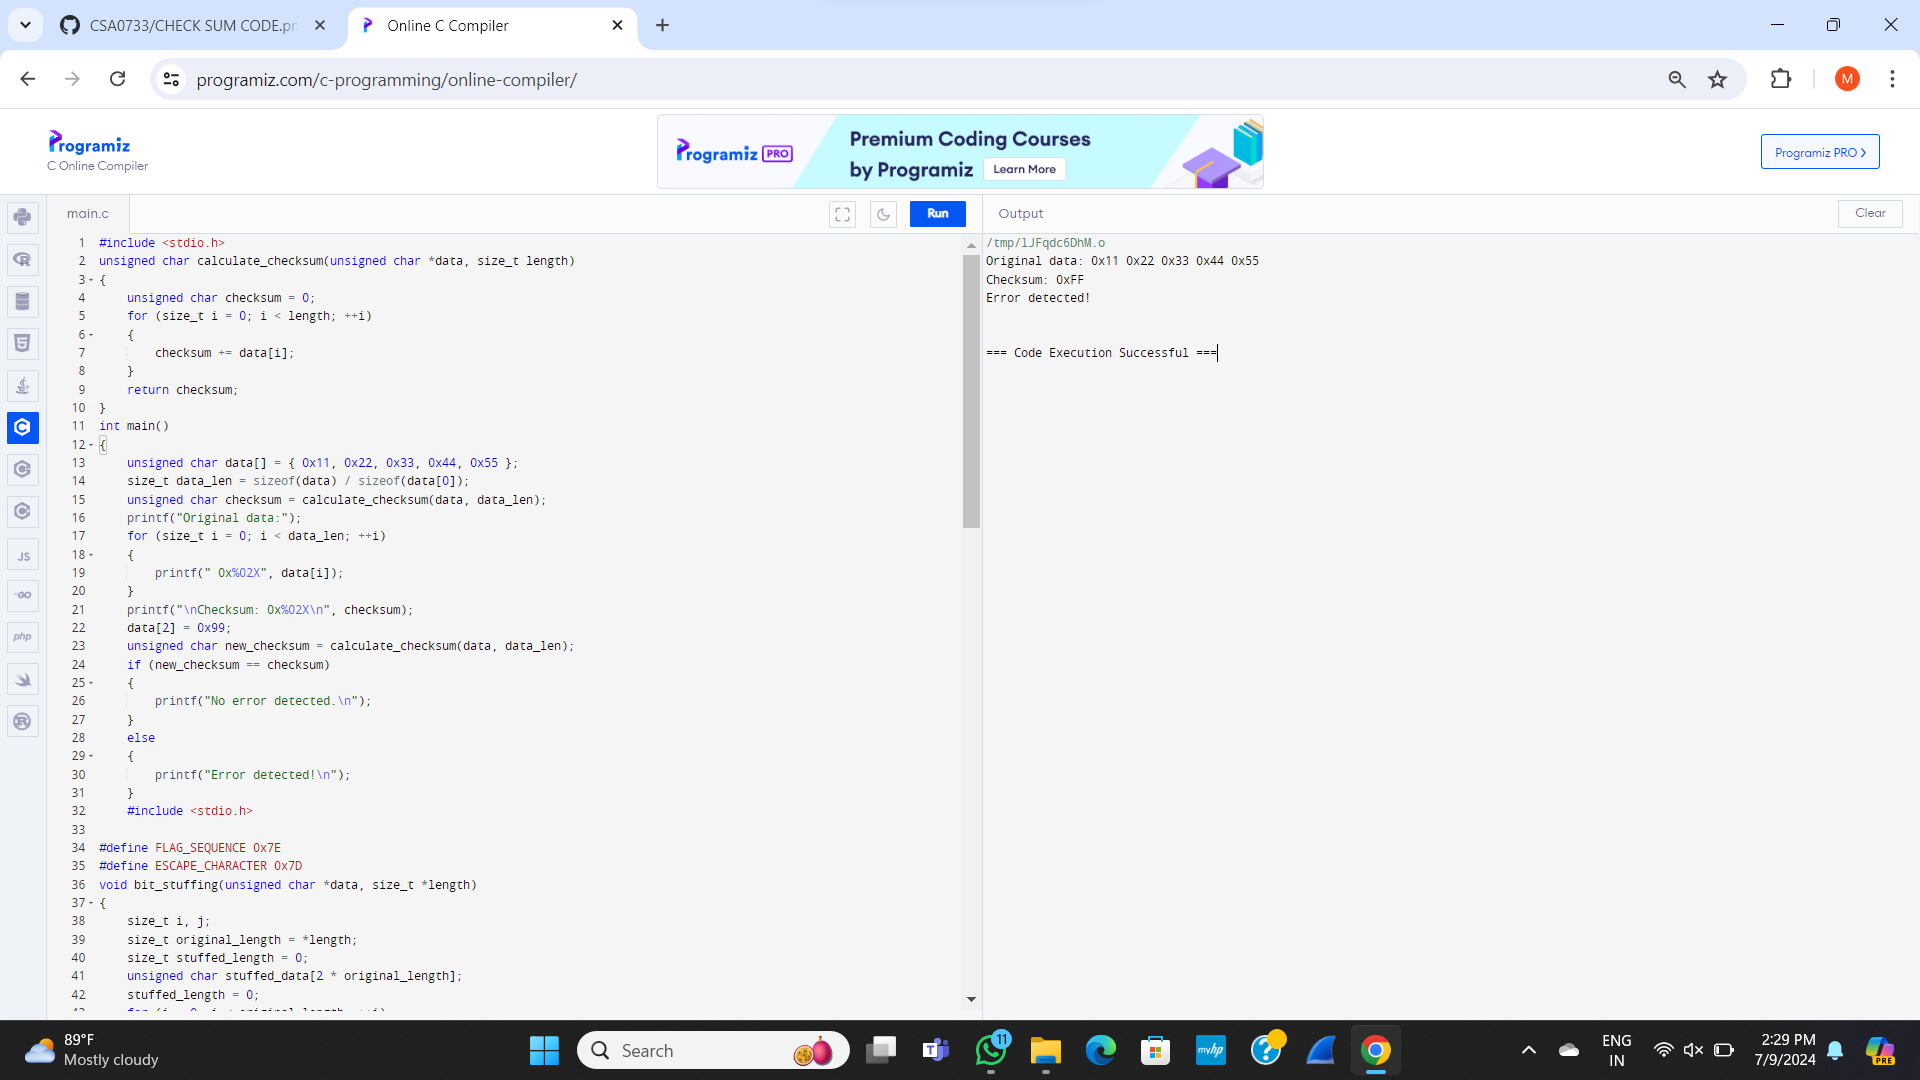 CSA0733/CHECK SUM CODE.pn
Online C Compiler
programiz.com/c-programming/online-compiler/
M
Programiz
C Online Compiler
Programiz PRO
Premium Coding Courses
by Programiz
Learn More
Programiz PRO >
main.c
Run
Output
Clear
1 #include <stdio.h>
2 unsigned char calculate_checksum(unsigned char *data, size_t length)
3 {
4 unsigned char checksum = 0;
5 for (size_t i = 0; i < length; ++i)
6 {
7 checksum += data[i];
8 }
9 return checksum;
10 }
11 int main()
12 {
13 unsigned char data[] = { 0x11, 0x22, 0x33, 0x44, 0x55 };
14 size_t data_len = sizeof(data) / sizeof(data[0]);
15 unsigned char checksum = calculate_checksum(data, data_len);
16 printf("Original data:");
17 for (size_t i = 0; i < data_len; ++i)
18 {
19 printf(" 0x%02X", data[i]);
20 }
21 printf("\nChecksum: 0x%02X\n", checksum);
22 data[2] = 0x99;
23 unsigned char new_checksum = calculate_checksum(data, data_len);
24 if (new_checksum == checksum)
25 {
26 printf("No error detected.\n");
27 }
28 else
29 {
30 printf("Error detected!\n");
31 }
32 #include <stdio.h>
33
34 #define FLAG_SEQUENCE 0x7E
35 #define ESCAPE_CHARACTER 0x7D
36 void bit_stuffing(unsigned char *data, size_t *length)
37 {
38 size_t i, j;
39 size_t original_length = *length;
40 size_t stuffed_length = 0;
41 unsigned char stuffed_data[2 * original_length];
42 stuffed_length = 0;
/tmp/lJFqdc6DhM.o
Original data: 0x11 0x22 0x33 0x44 0x55
Checksum: 0xFF
Error detected!
=== Code Execution Successful ===
JS
GO
php
89°F
Mostly cloudy
Search
11
myhp
ENG
IN
2:29 PM
7/9/2024
PRE